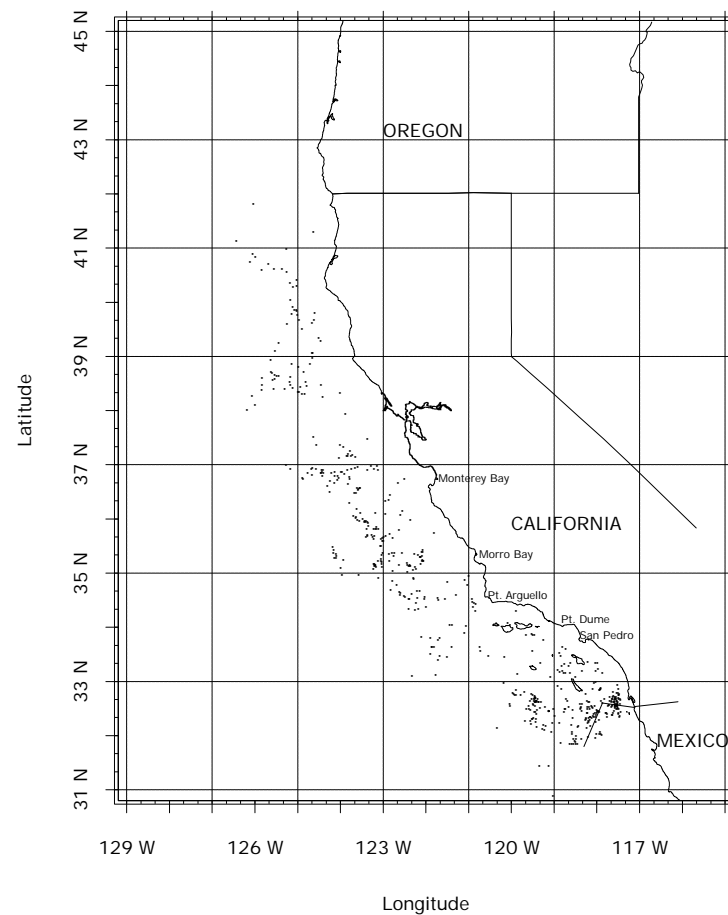 45 N
OREGON
43 N
41 N
39 N
Latitude
37 N
Monterey Bay
CALIFORNIA
Morro Bay
35 N
Pt. Arguello
Pt. Dume
San Pedro
33 N
MEXICO
31 N
129 W 126 W 123 W 120 W 117 W
Longitude